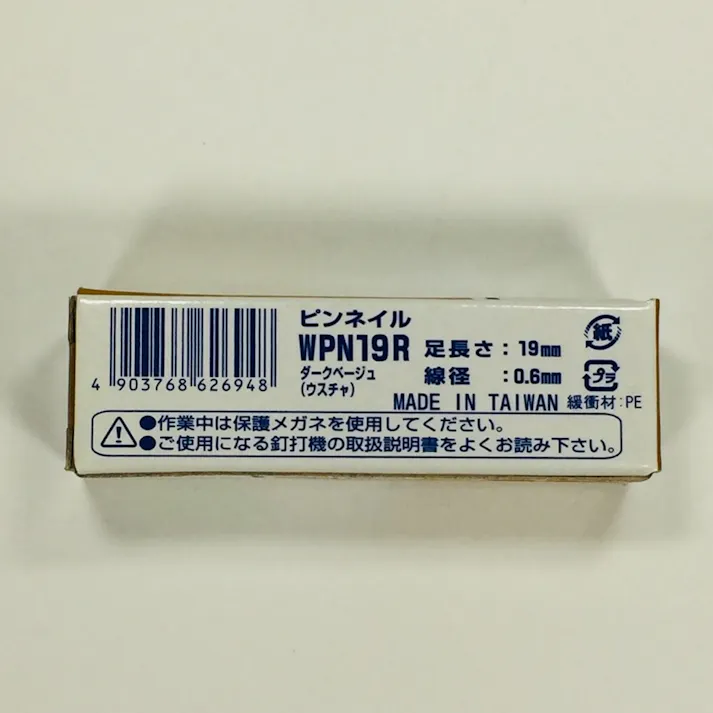 ピンネイル
WPN19R
ダークベージュ
(ウスチャ)
足長さ : 19mm
線径 : 0.6mm
MADE IN TAIWAN
紙
プラ
緩衝材:PE
4 903768 626948
●作業中は保護メガネを使用してください。
●ご使用になる釘打機の取扱説明書をよくお読み下さい。